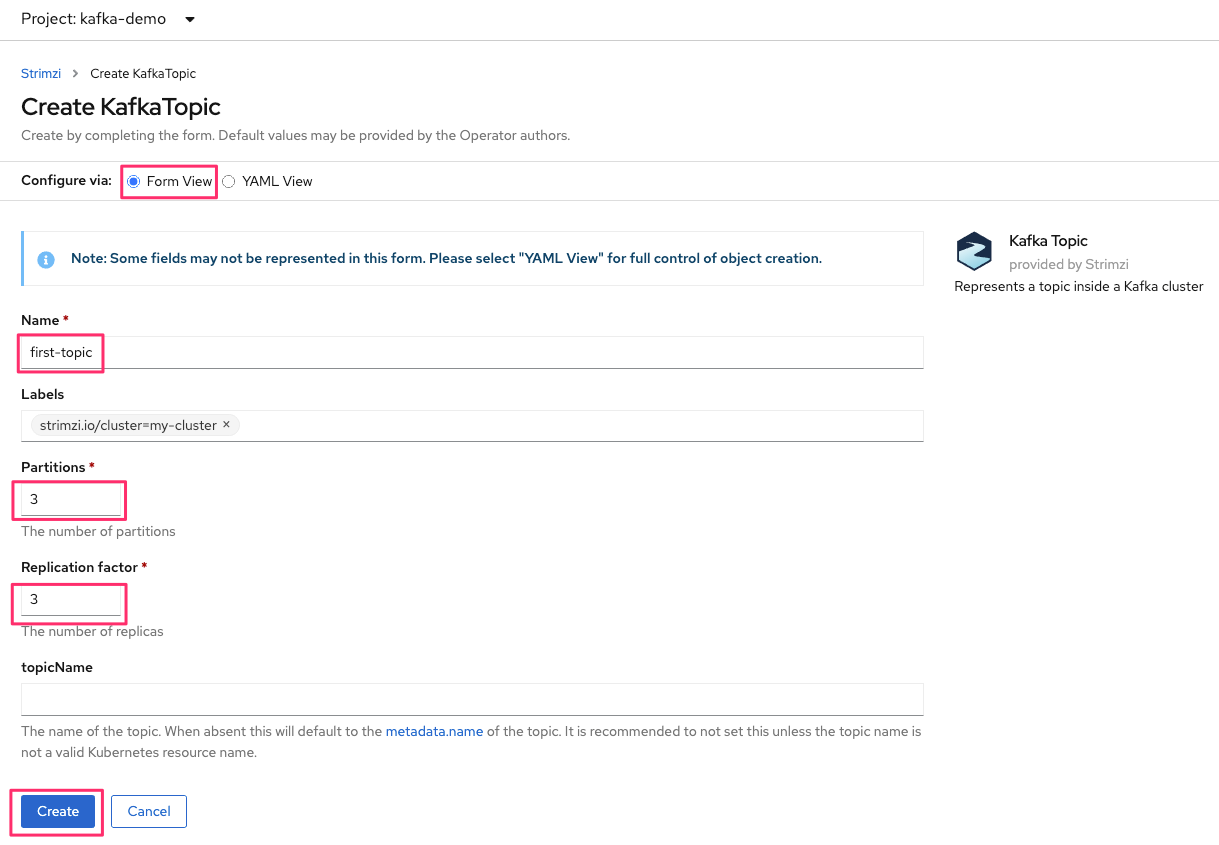 Project: kafka-demo
Strimzi > Create KafkaTopic
Create KafkaTopic
Create by completing the form. Default values may be provided by the Operator authors.
Configure via: Form View YAML View
Note: Some fields may not be represented in this form. Please select "YAML View" for full control of object creation.
Kafka Topic
provided by Strimzi
Represents a topic inside a Kafka cluster
Name *
first-topic
Labels
strimzi.io/cluster=my-cluster ×
Partitions *
3
The number of partitions
Replication factor *
3
The number of replicas
topicName
The name of the topic. When absent this will default to the metadata.name of the topic. It is recommended to not set this unless the topic name is
not a valid Kubernetes resource name.
Create Cancel